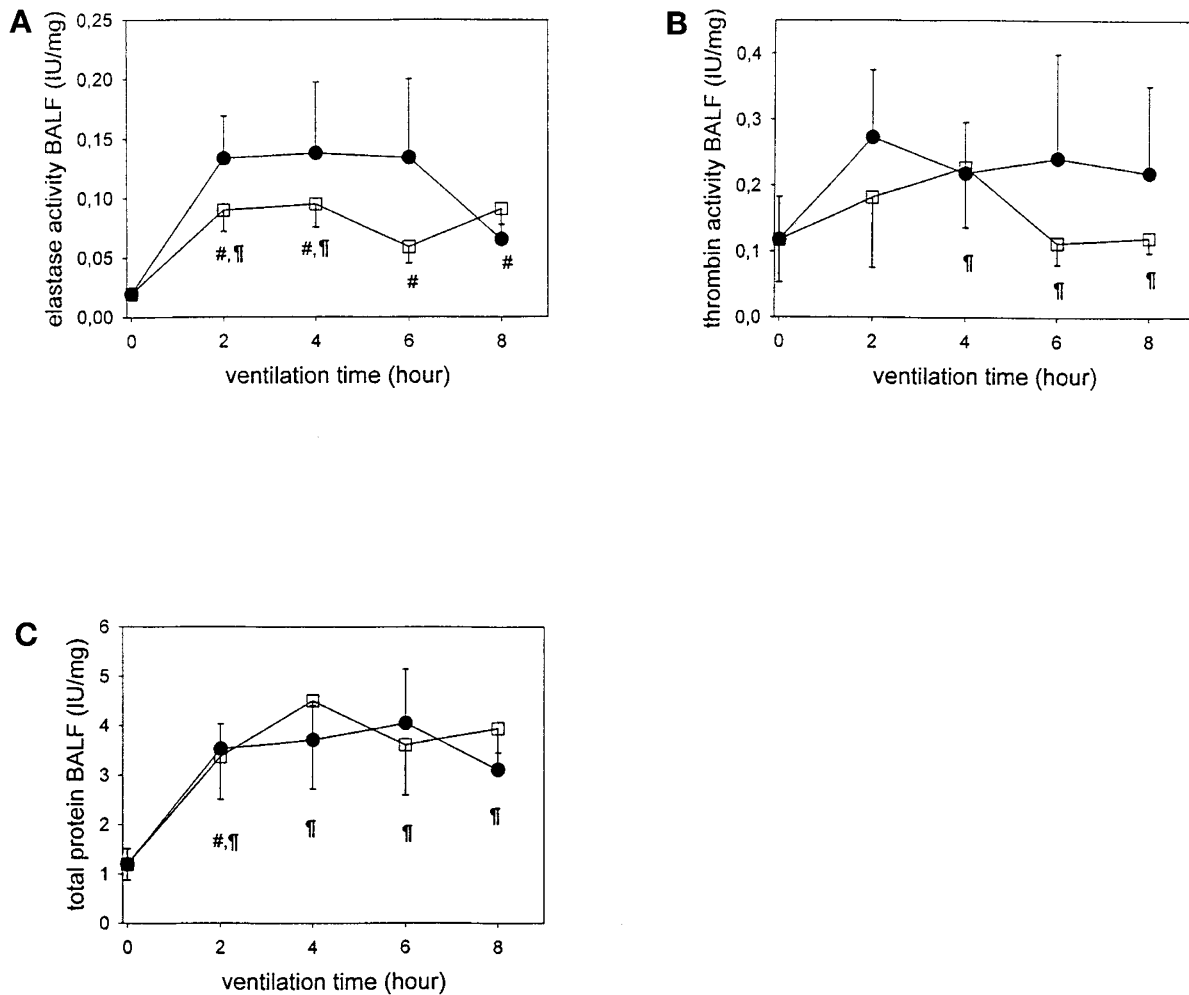 A
elastase activity BALF (IU/mg)
0,25
0,20
0,15
0,10
0,05
0,00
#,¶
#,¶
#
#
0 2 4 6 8
ventilation time (hour)
B
thrombin activity BALF (IU/mg)
0,4
0,3
0,2
0,1
0,0
¶
¶
¶
0 2 4 6 8
ventilation time (hour)
C
total protein BALF (IU/mg)
6
5
4
3
2
1
0
#,¶
¶
¶
¶
0 2 4 6 8
ventilation time (hour)